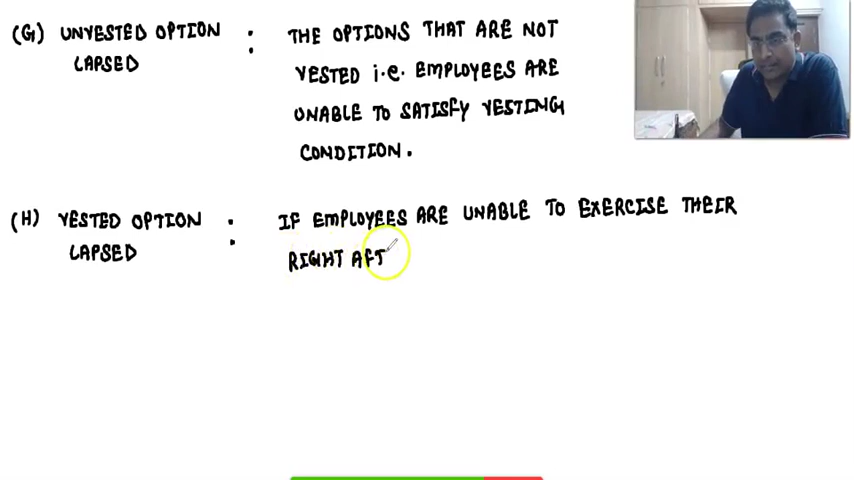 (G) UNVESTED OPTION : THE OPTIONS THAT ARE NOT
LAPSED VESTED i.e. EMPLOYEES ARE
UNABLE TO SATISFY VESTING
CONDITION.
(H) VESTED OPTION : IF EMPLOYEES ARE UNABLE TO EXERCISE THEIR
LAPSED RIGHT AFT